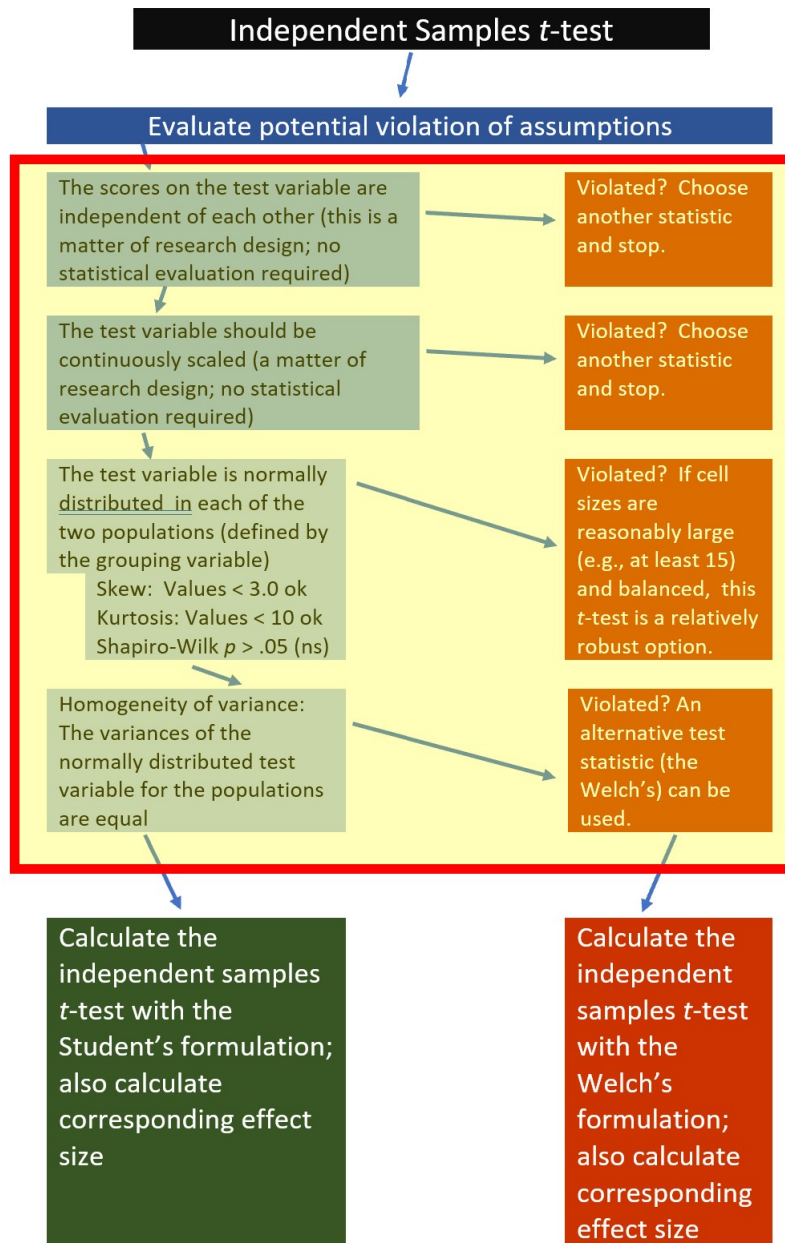 Independent Samples t-test
Evaluate potential violation of assumptions
The scores on the test variable are
independent of each other (this is a
matter of research design; no
statistical evaluation required)
Violated? Choose
another statistic
and stop.
The test variable should be
continuously scaled (a matter of
research design; no statistical
evaluation required)
Violated? Choose
another statistic
and stop.
The test variable is normally
distributed in each of the
two populations (defined by
the grouping variable)
Skew: Values < 3.0 ok
Kurtosis: Values < 10 ok
Shapiro-Wilk p > .05 (ns)
Violated? If cell
sizes are
reasonably large
(e.g., at least 15)
and balanced, this
t-test is a relatively
robust option.
Homogeneity of variance:
The variances of the
normally distributed test
variable for the populations
are equal
Violated? An
alternative test
statistic (the
Welch's) can be
used.
Calculate the
independent samples
t-test with the
Student's formulation;
also calculate
corresponding effect
size
Calculate the
independent
samples t-test
with the
Welch's
formulation;
also calculate
corresponding
effect size